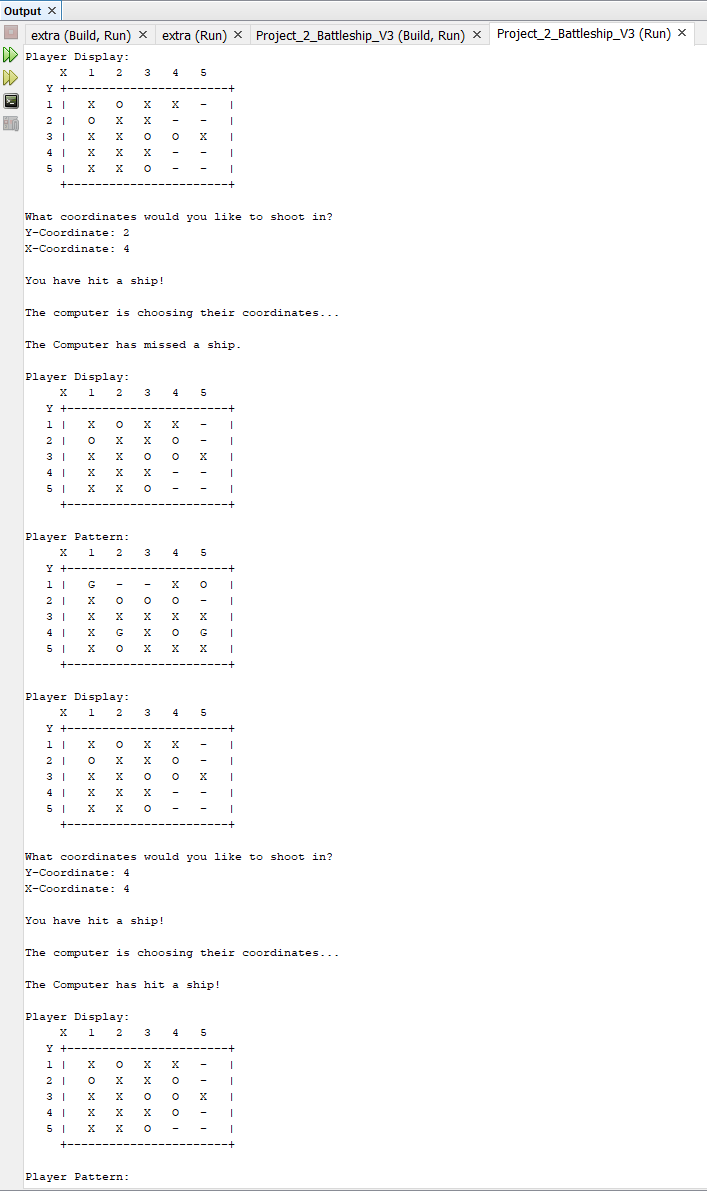 Output ×
extra (Build, Run) × extra (Run) × Project_2_Battleship_V3 (Build, Run) × Project_2_Battleship_V3 (Run) ×
Player Display:
X 1 2 3 4 5
Y +-----------------------+
1 | X O X X - |
2 | O X X - - |
3 | X X O O X |
4 | X X X - - |
5 | X X O - - |
+-----------------------+
What coordinates would you like to shoot in?
Y-Coordinate: 2
X-Coordinate: 4
You have hit a ship!
The computer is choosing their coordinates...
The Computer has missed a ship.
Player Display:
X 1 2 3 4 5
Y +-----------------------+
1 | X O X X - |
2 | O X X O - |
3 | X X O O X |
4 | X X X - - |
5 | X X O - - |
+-----------------------+
Player Pattern:
X 1 2 3 4 5
Y +-----------------------+
1 | G - - X O |
2 | X O O O - |
3 | X X X X X |
4 | X G X O G |
5 | X O X X X |
+-----------------------+
Player Display:
X 1 2 3 4 5
Y +-----------------------+
1 | X O X X - |
2 | O X X O - |
3 | X X O O X |
4 | X X X - - |
5 | X X O - - |
+-----------------------+
What coordinates would you like to shoot in?
Y-Coordinate: 4
X-Coordinate: 4
You have hit a ship!
The computer is choosing their coordinates...
The Computer has hit a ship!
Player Display:
X 1 2 3 4 5
Y +-----------------------+
1 | X O X X - |
2 | O X X O - |
3 | X X O O X |
4 | X X X O - |
5 | X X O - - |
+-----------------------+
Player Pattern: